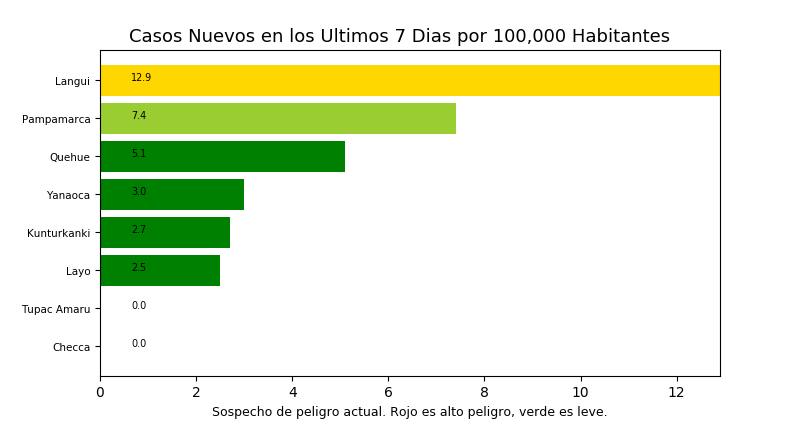 Casos Nuevos en los Ultimos 7 Dias por 100,000 Habitantes
Langui 12.9
Pampamarca 7.4
Quehue 5.1
Yanaoca 3.0
Kunturkanki 2.7
Layo 2.5
Tupac Amaru 0.0
Checca 0.0
0 2 4 6 8 10 12
Sospecho de peligro actual. Rojo es alto peligro, verde es leve.